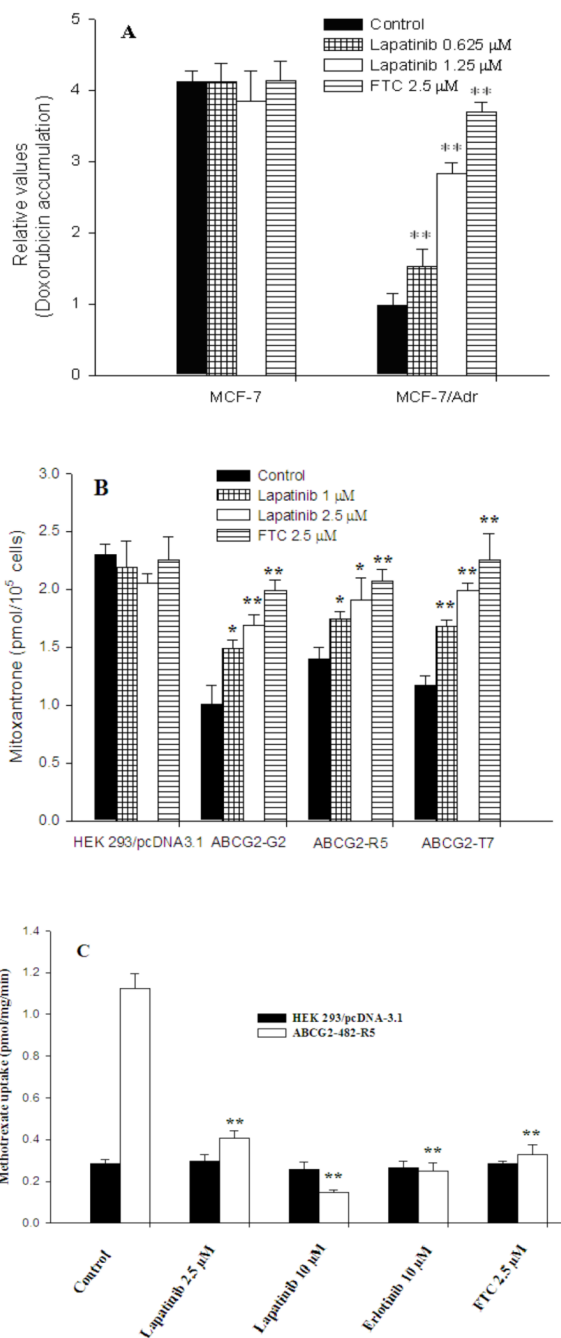 A
Control
Lapatinib 0.625 μM
Lapatinib 1.25 μM
FTC 2.5 μM
Relative values
(Doxorubicin accumulation)
5
4
3
2
1
0
**
**
**
MCF-7
MCF-7/Adr
B
Control
Lapatinib 1 μM
Lapatinib 2.5 μM
FTC 2.5 μM
Mitoxantrone (pmol/10⁵ cells)
3.0
2.5
2.0
1.5
1.0
0.5
0.0
*
**
**
*
*
**
**
**
**
HEK 293/pcDNA3.1
ABCG2-G2
ABCG2-R5
ABCG2-T7
C
HEK 293/pcDNA-3.1
ABCG2-482-R5
Methotrexate uptake (pmol/mg/min)
1.4
1.2
1.0
0.8
0.6
0.4
0.2
0.0
**
**
**
**
Control
Lapatinib 2.5 μM
Lapatinib 10 μM
Erlotinib 10 μM
FTC 2.5 μM